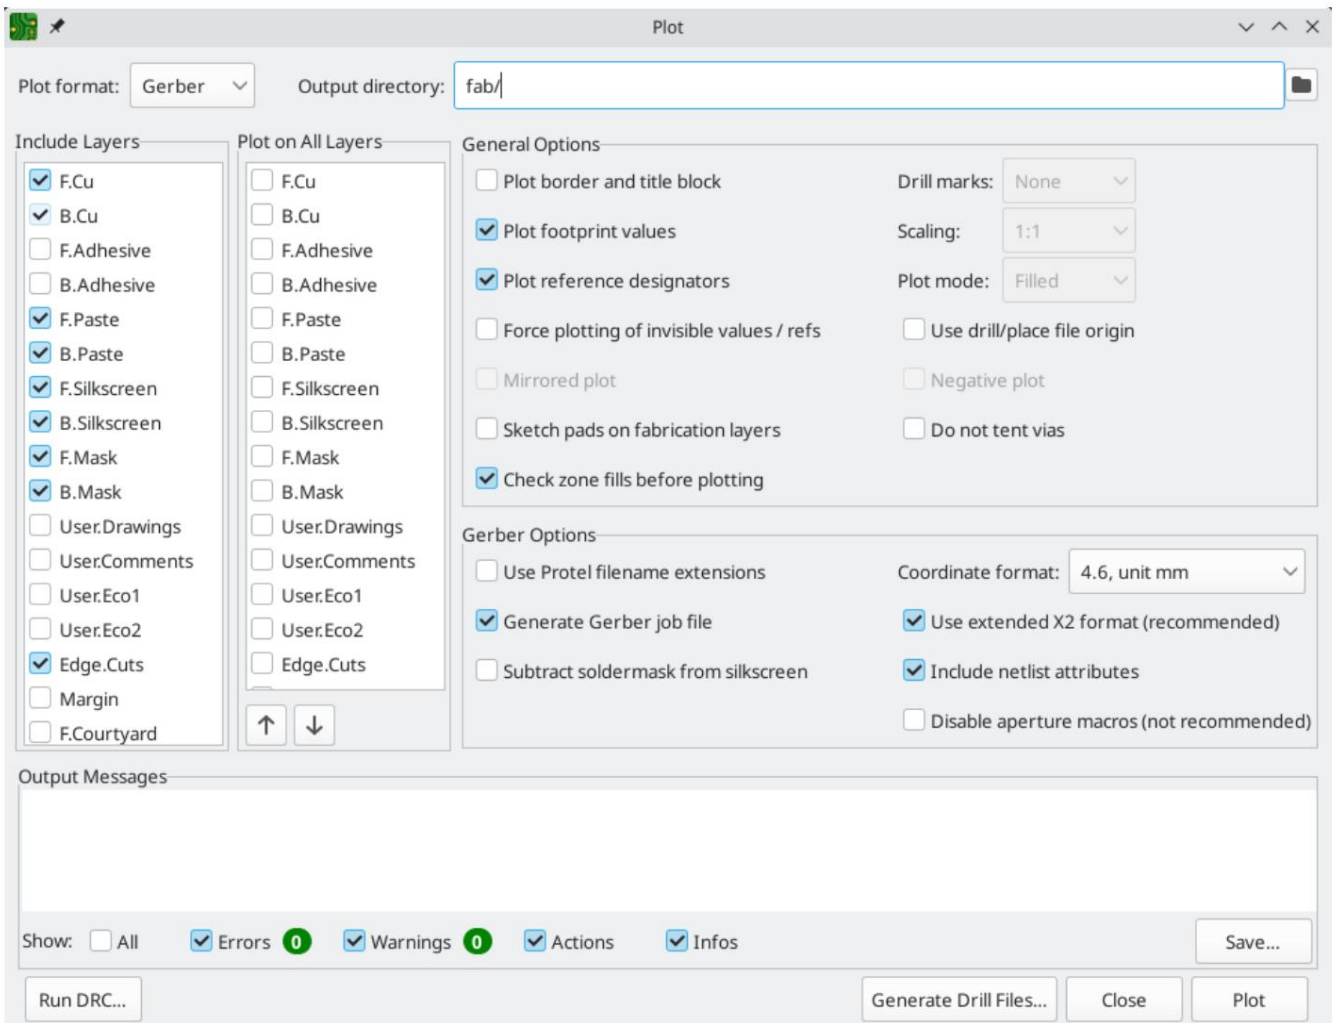 Plot
Plot format: Gerber Output directory: fab/
Include Layers
F.Cu
B.Cu
F.Adhesive
B.Adhesive
F.Paste
B.Paste
F.Silkscreen
B.Silkscreen
F.Mask
B.Mask
User.Drawings
User.Comments
User.Eco1
User.Eco2
Edge.Cuts
Margin
F.Courtyard
Plot on All Layers
F.Cu
B.Cu
F.Adhesive
B.Adhesive
F.Paste
B.Paste
F.Silkscreen
B.Silkscreen
F.Mask
B.Mask
User.Drawings
User.Comments
User.Eco1
User.Eco2
Edge.Cuts
General Options
Plot border and title block Drill marks: None
Plot footprint values Scaling: 1:1
Plot reference designators Plot mode: Filled
Force plotting of invisible values / refs Use drill/place file origin
Mirrored plot Negative plot
Sketch pads on fabrication layers Do not tent vias
Check zone fills before plotting
Gerber Options
Use Protel filename extensions Coordinate format: 4.6, unit mm
Generate Gerber job file Use extended X2 format (recommended)
Subtract soldermask from silkscreen Include netlist attributes
Disable aperture macros (not recommended)
Output Messages
Show: All Errors 0 Warnings 0 Actions Infos Save...
Run DRC... Generate Drill Files... Close Plot